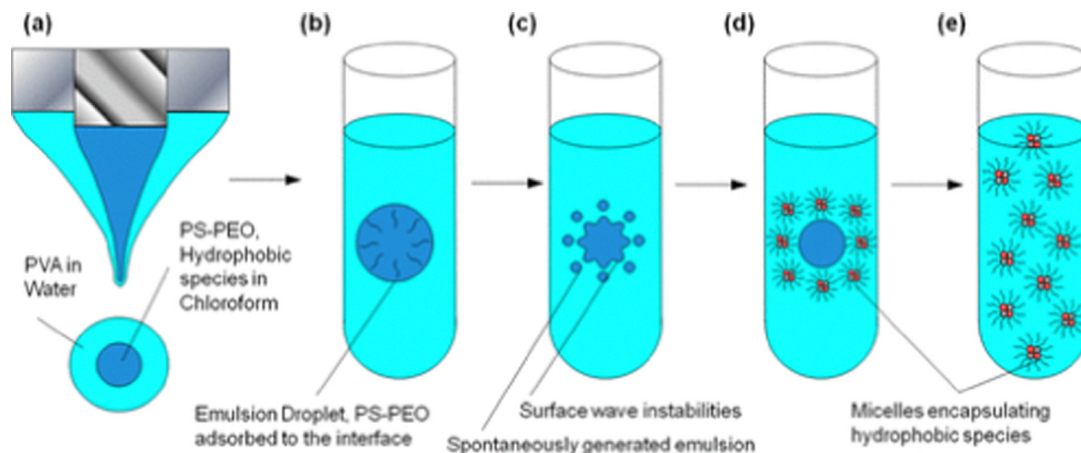 (a)
(b)
(c)
(d)
(e)
PS-PEO,
Hydrophobic
species in
Chloroform
PVA in
Water
Emulsion Droplet, PS-PEO
adsorbed to the interface
Surface wave instabilities
Spontaneously generated emulsion
Micelles encapsulating
hydrophobic species